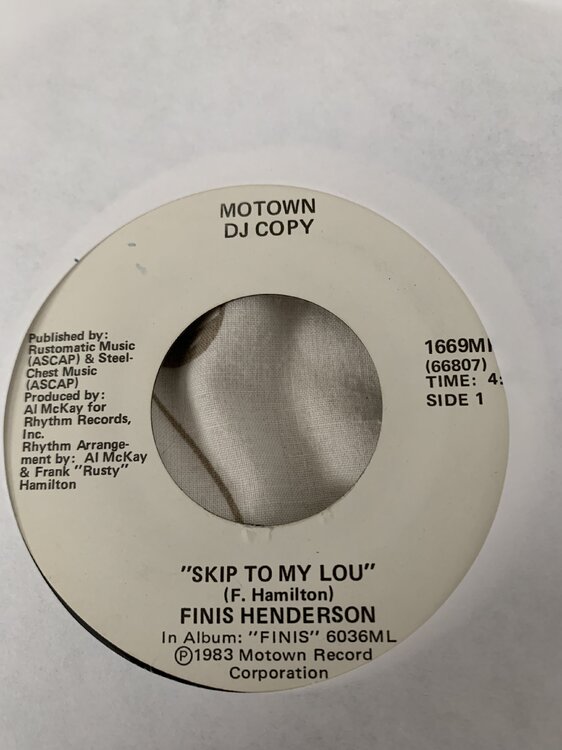 MOTOWN
DJ COPY
Published by:
Rustomatic Music
(ASCAP) & Steel-
Chest Music
(ASCAP)
Produced by:
Al McKay for
Rhythm Records,
Inc.
Rhythm Arrange-
ment by: Al McKay
& Frank "Rusty"
Hamilton
1669M
(66807)
TIME: 4:
SIDE 1
"SKIP TO MY LOU"
(F. Hamilton)
FINIS HENDERSON
In Album: "FINIS" 6036ML
Ⓟ1983 Motown Record
Corporation